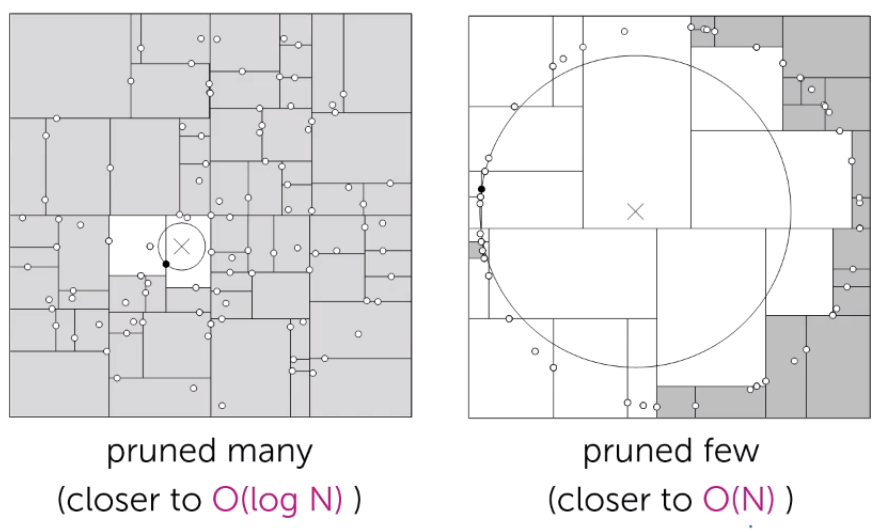 pruned many
(closer to O(log N) )
pruned few
(closer to O(N) )